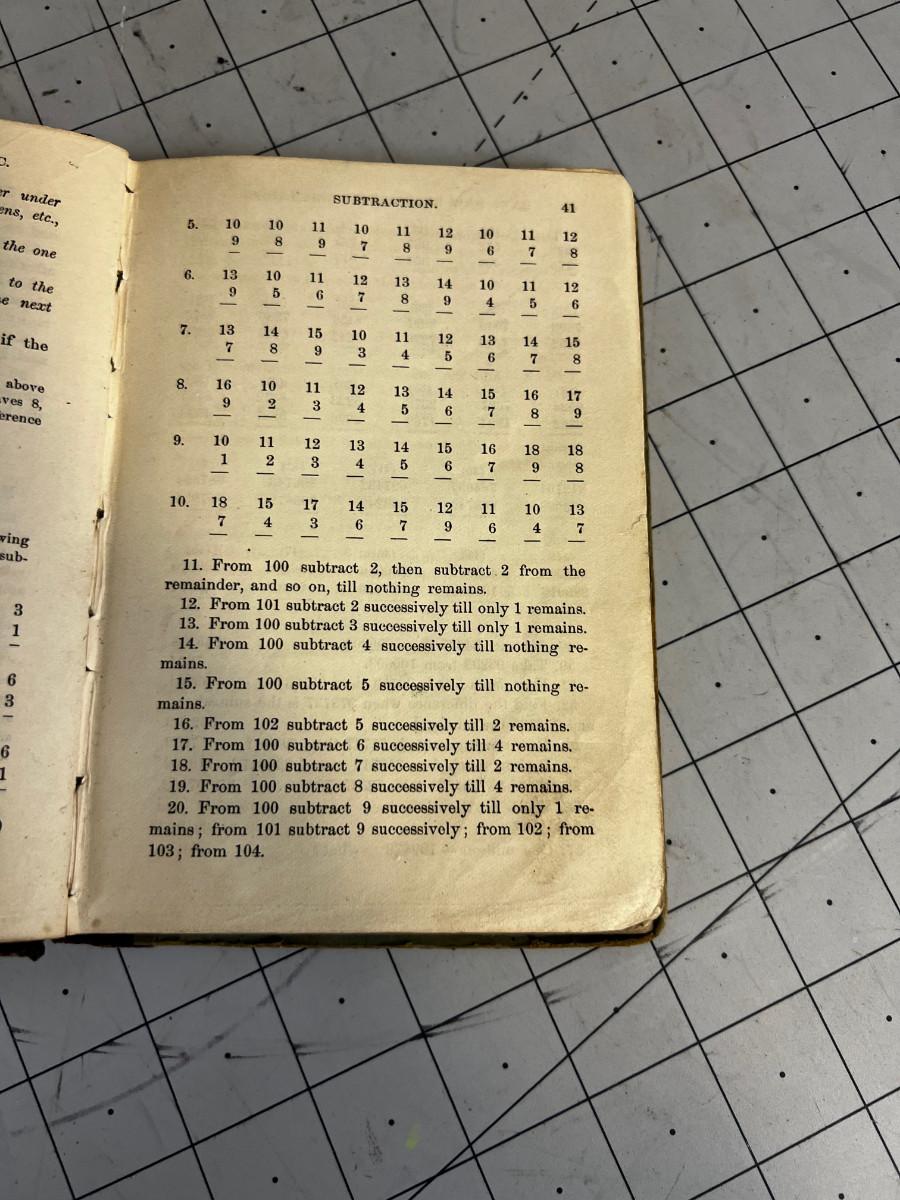 C.
under
ens, etc.,
the one
to the
next
if the
above
ves 8,
erence
wing
sub-
3
1
6
3
6
1
SUBTRACTION. 41
5. 10 10 11 10 11 12 10 11 12
9 8 9 7 8 9 6 7 8
6. 13 10 11 12 13 14 10 11 12
9 5 6 7 8 9 4 5 6
7. 13 14 15 10 11 12 13 14 15
7 8 9 3 4 5 6 7 8
8. 16 10 11 12 13 14 15 16 17
9 2 3 4 5 6 7 8 9
9. 10 11 12 13 14 15 16 18 18
1 2 3 4 5 6 7 9 8
10. 18 15 17 14 15 12 11 10 13
7 4 3 6 7 9 6 4 7
11. From 100 subtract 2, then subtract 2 from the
remainder, and so on, till nothing remains.
12. From 101 subtract 2 successively till only 1 remains.
13. From 100 subtract 3 successively till only 1 remains.
14. From 100 subtract 4 successively till nothing re-
mains.
15. From 100 subtract 5 successively till nothing re-
mains.
16. From 102 subtract 5 successively till 2 remains.
17. From 100 subtract 6 successively till 4 remains.
18. From 100 subtract 7 successively till 2 remains.
19. From 100 subtract 8 successively till 4 remains.
20. From 100 subtract 9 successively till only 1 re-
mains; from 101 subtract 9 successively; from 102; from
103; from 104.